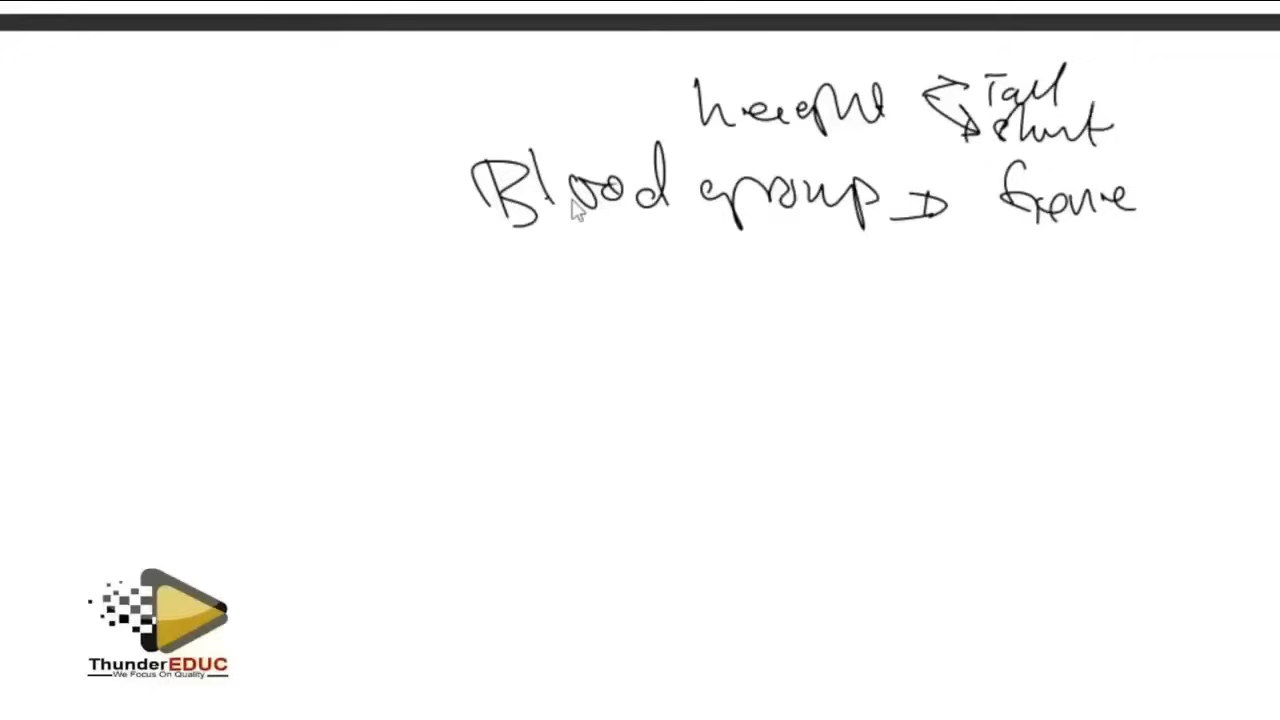 height Tall
short
Blood group → Gene
ThunderEDUC
We Focus On Quality